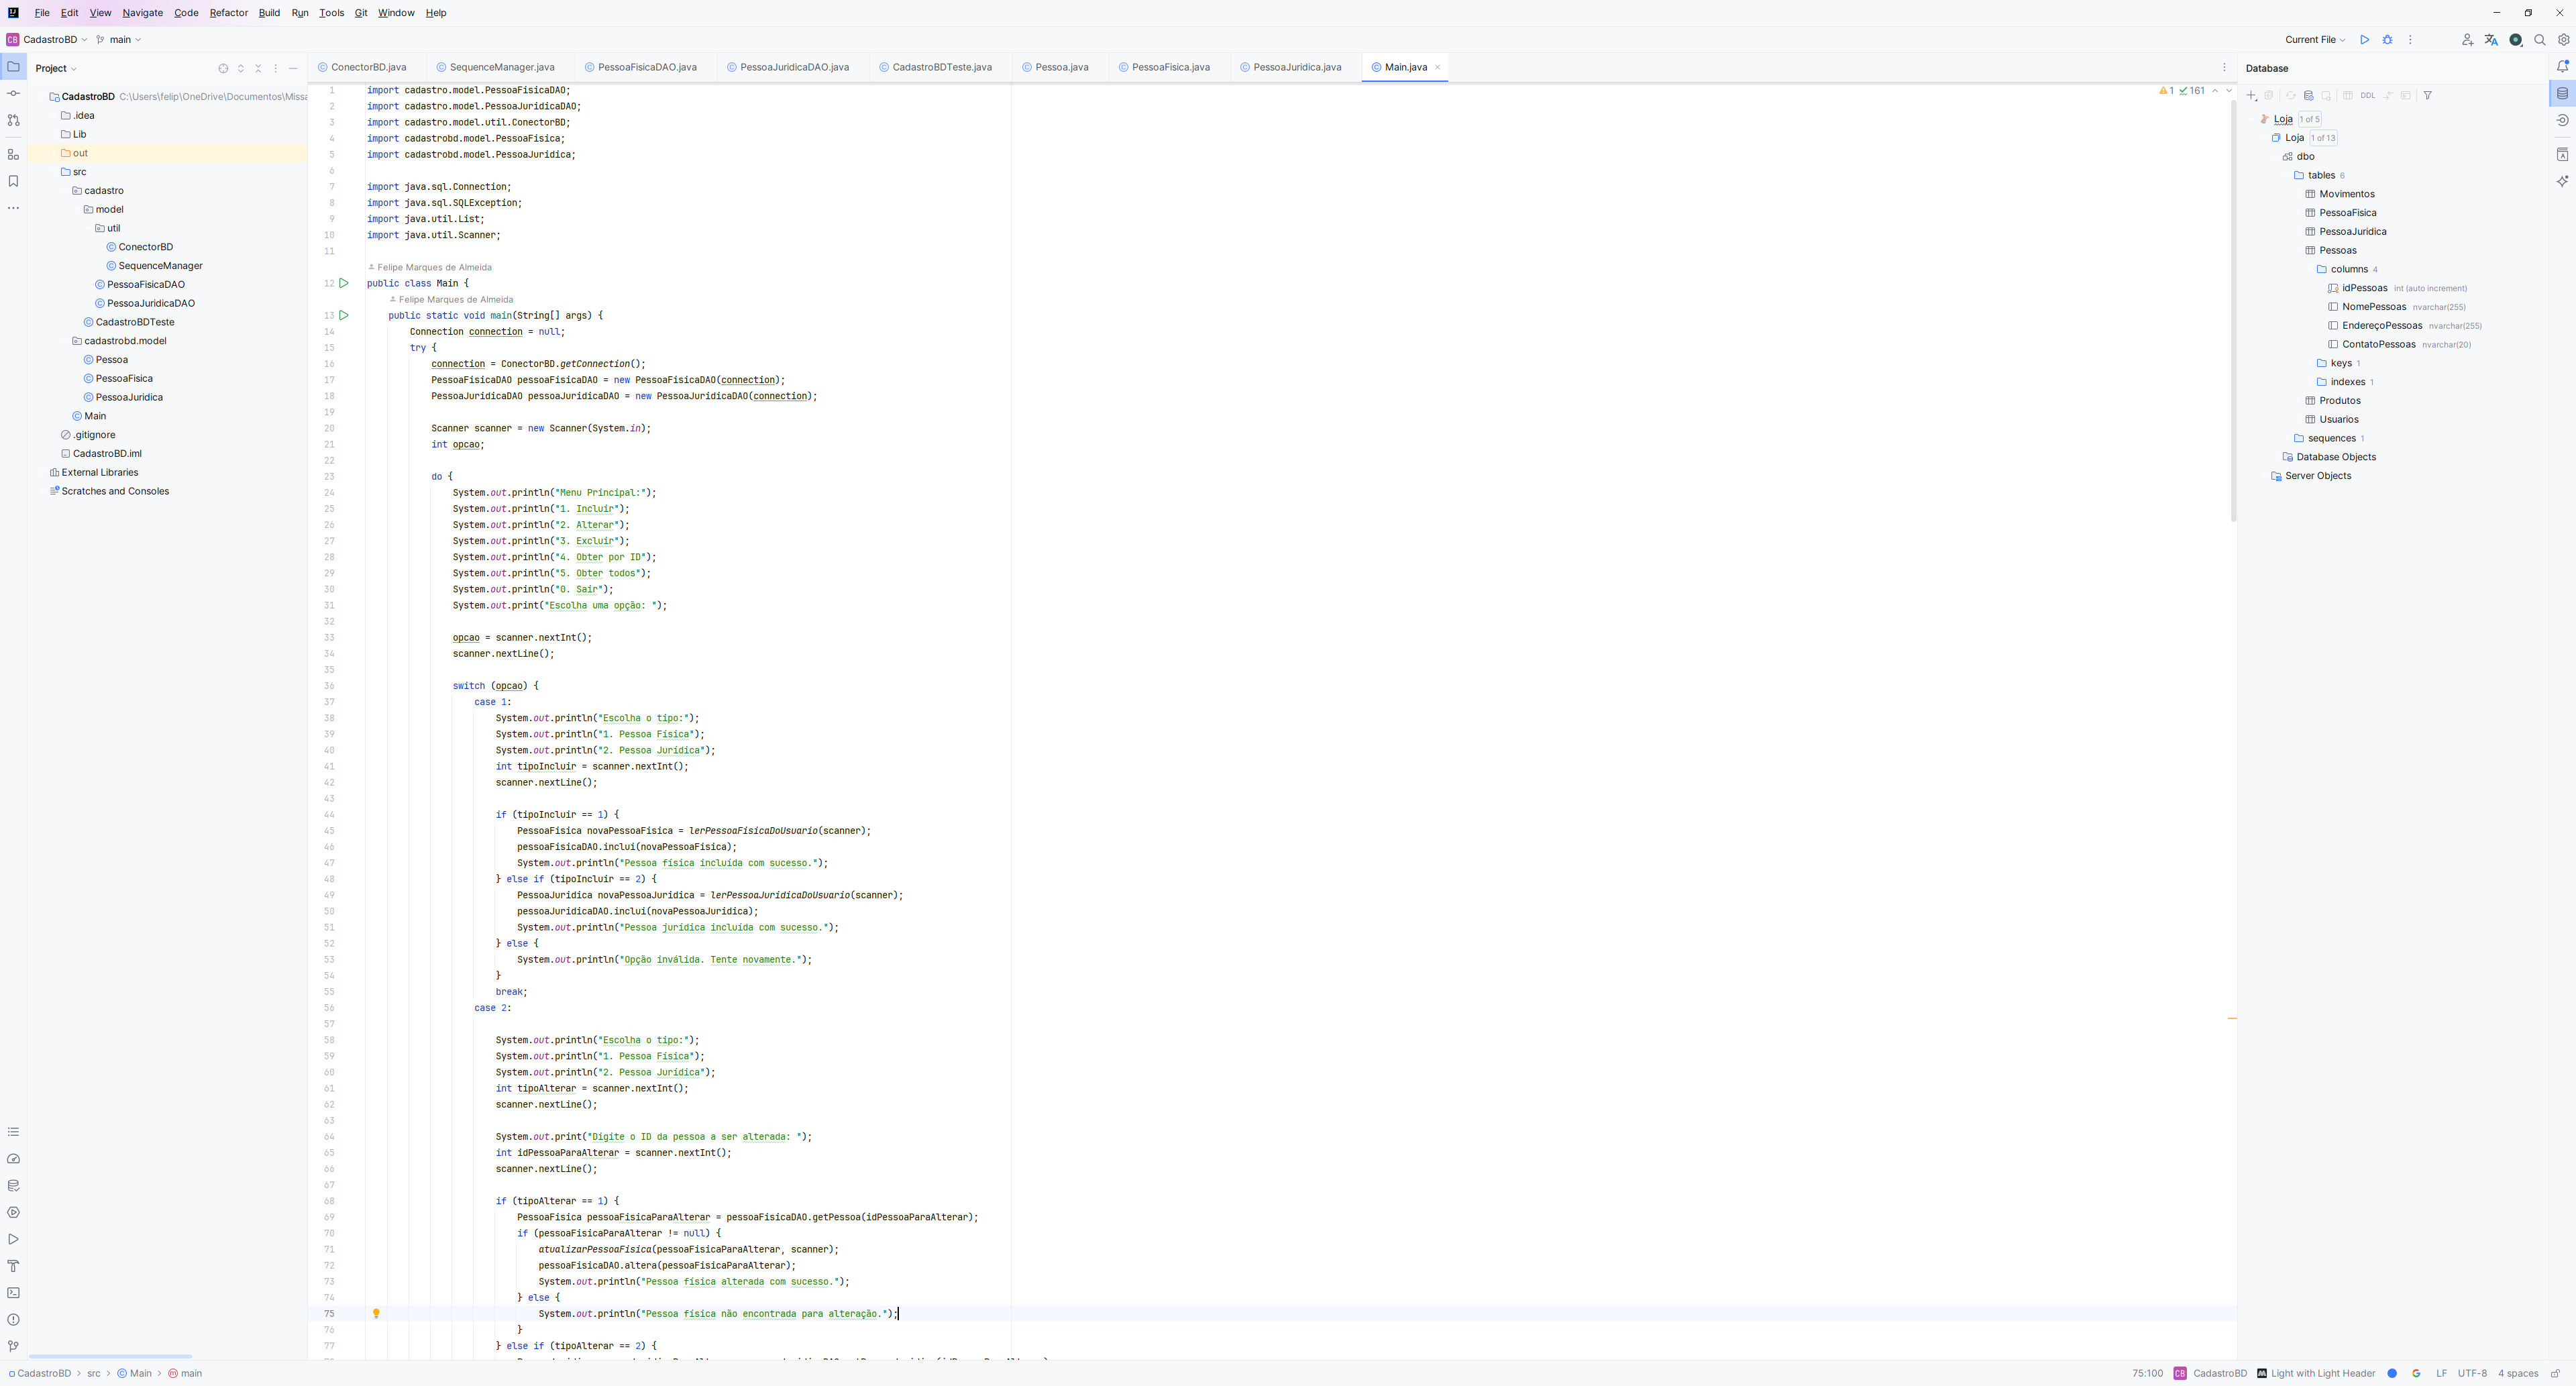 File Edit View Navigate Code Refactor Build Run Tools Git Window Help
CB CadastroBD main Current File
Project
ConectorBD.java SequenceManager.java PessoaFisicaDAO.java PessoaJuridicaDAO.java CadastroBDTeste.java Pessoa.java PessoaFisica.java PessoaJuridica.java Main.java
Database
CadastroBD C:\Users\felip\OneDrive\Documentos\Missa
.idea
Lib
out
src
cadastro
model
util
ConectorBD
SequenceManager
PessoaFisicaDAO
PessoaJuridicaDAO
CadastroBDTeste
cadastrobd.model
Pessoa
PessoaFisica
PessoaJuridica
Main
.gitignore
CadastroBD.iml
External Libraries
Scratches and Consoles
1 import cadastro.model.PessoaFisicaDAO;
2 import cadastro.model.PessoaJuridicaDAO;
3 import cadastro.model.util.ConectorBD;
4 import cadastrobd.model.PessoaFisica;
5 import cadastrobd.model.PessoaJuridica;
6
7 import java.sql.Connection;
8 import java.sql.SQLException;
9 import java.util.List;
10 import java.util.Scanner;
11
Felipe Marques de Almeida
12 public class Main {
Felipe Marques de Almeida
13 public static void main(String[] args) {
14 Connection connection = null;
15 try {
16 connection = ConectorBD.getConnection();
17 PessoaFisicaDAO pessoaFisicaDAO = new PessoaFisicaDAO(connection);
18 PessoaJuridicaDAO pessoaJuridicaDAO = new PessoaJuridicaDAO(connection);
19
20 Scanner scanner = new Scanner(System.in);
21 int opcao;
22
23 do {
24 System.out.println("Menu Principal:");
25 System.out.println("1. Incluir");
26 System.out.println("2. Alterar");
27 System.out.println("3. Excluir");
28 System.out.println("4. Obter por ID");
29 System.out.println("5. Obter todos");
30 System.out.println("0. Sair");
31 System.out.print("Escolha uma opção: ");
32
33 opcao = scanner.nextInt();
34 scanner.nextLine();
35
36 switch (opcao) {
37 case 1:
38 System.out.println("Escolha o tipo:");
39 System.out.println("1. Pessoa Física");
40 System.out.println("2. Pessoa Jurídica");
41 int tipoIncluir = scanner.nextInt();
42 scanner.nextLine();
43
44 if (tipoIncluir == 1) {
45 PessoaFisica novaPessoaFisica = lerPessoaFisicaDoUsuario(scanner);
46 pessoaFisicaDAO.inclui(novaPessoaFisica);
47 System.out.println("Pessoa física incluída com sucesso.");
48 } else if (tipoIncluir == 2) {
49 PessoaJuridica novaPessoaJuridica = lerPessoaJuridicaDoUsuario(scanner);
50 pessoaJuridicaDAO.inclui(novaPessoaJuridica);
51 System.out.println("Pessoa jurídica incluída com sucesso.");
52 } else {
53 System.out.println("Opção inválida. Tente novamente.");
54 }
55 break;
56 case 2:
57
58 System.out.println("Escolha o tipo:");
59 System.out.println("1. Pessoa Física");
60 System.out.println("2. Pessoa Jurídica");
61 int tipoAlterar = scanner.nextInt();
62 scanner.nextLine();
63
64 System.out.print("Digite o ID da pessoa a ser alterada: ");
65 int idPessoaParaAlterar = scanner.nextInt();
66 scanner.nextLine();
67
68 if (tipoAlterar == 1) {
69 PessoaFisica pessoaFisicaParaAlterar = pessoaFisicaDAO.getPessoa(idPessoaParaAlterar);
70 if (pessoaFisicaParaAlterar != null) {
71 atualizarPessoaFisica(pessoaFisicaParaAlterar, scanner);
72 pessoaFisicaDAO.altera(pessoaFisicaParaAlterar);
73 System.out.println("Pessoa física alterada com sucesso.");
74 } else {
75 System.out.println("Pessoa física não encontrada para alteração.");
76 }
77 } else if (tipoAlterar == 2) {
1 161
DDL
Loja 1 of 5
Loja 1 of 13
dbo
tables 6
Movimentos
PessoaFisica
PessoaJuridica
Pessoas
columns 4
idPessoas int (auto increment)
NomePessoas nvarchar(255)
EndereçoPessoas nvarchar(255)
ContatoPessoas nvarchar(20)
keys 1
indexes 1
Produtos
Usuarios
sequences 1
Database Objects
Server Objects
CadastroBD src Main main 75:100 CB CadastroBD Light with Light Header LF UTF-8 4 spaces